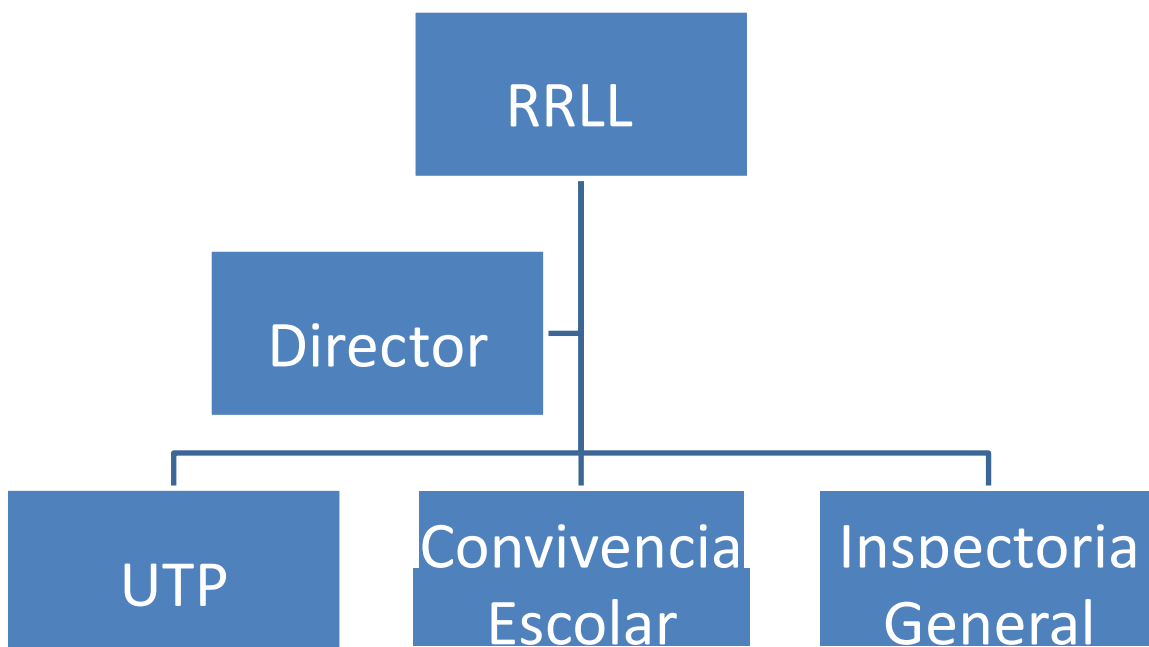 RRLL
Director
UTP
Convivencia
Escolar
Inspectoria
General